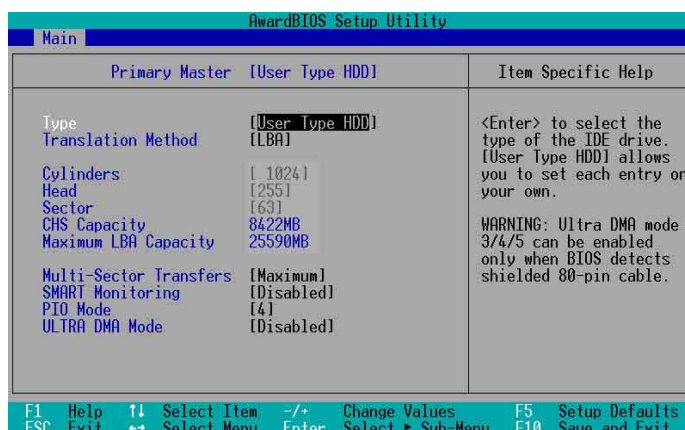 AwardBIOS Setup Utility
Main
Primary Master [User Type HDD]
Item Specific Help
Type [User Type HDD]
Translation Method [LBA]
Cylinders [ 1024]
Head [255]
Sector [63]
CHS Capacity 8422MB
Maximum LBA Capacity 25590MB
Multi-Sector Transfers [Maximum]
SMART Monitoring [Disabled]
PIO Mode [4]
ULTRA DMA Mode [Disabled]
<Enter> to select the
type of the IDE drive.
[User Type HDD] allows
you to set each entry on
your own.
WARNING: Ultra DMA mode
3/4/5 can be enabled
only when BIOS detects
shielded 80-pin cable.
F1 Help ↑↓ Select Item -/+ Change Values F5 Setup Defaults
ESC Exit ↔ Select Menu Enter Select ► Sub-Menu F10 Save and Exit